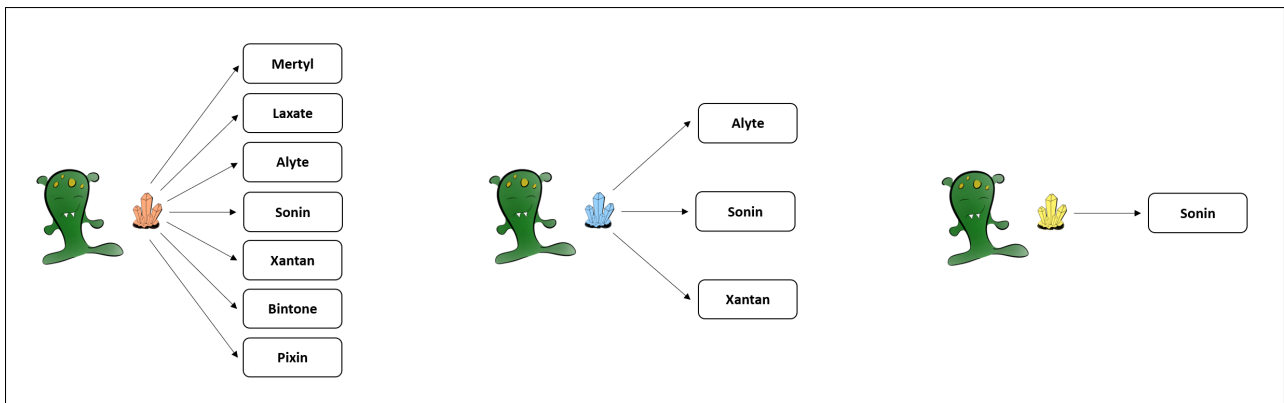 Mertyl
Laxate
Alyte
Sonin
Xantan
Bintone
Pixin
Alyte
Sonin
Xantan
Sonin